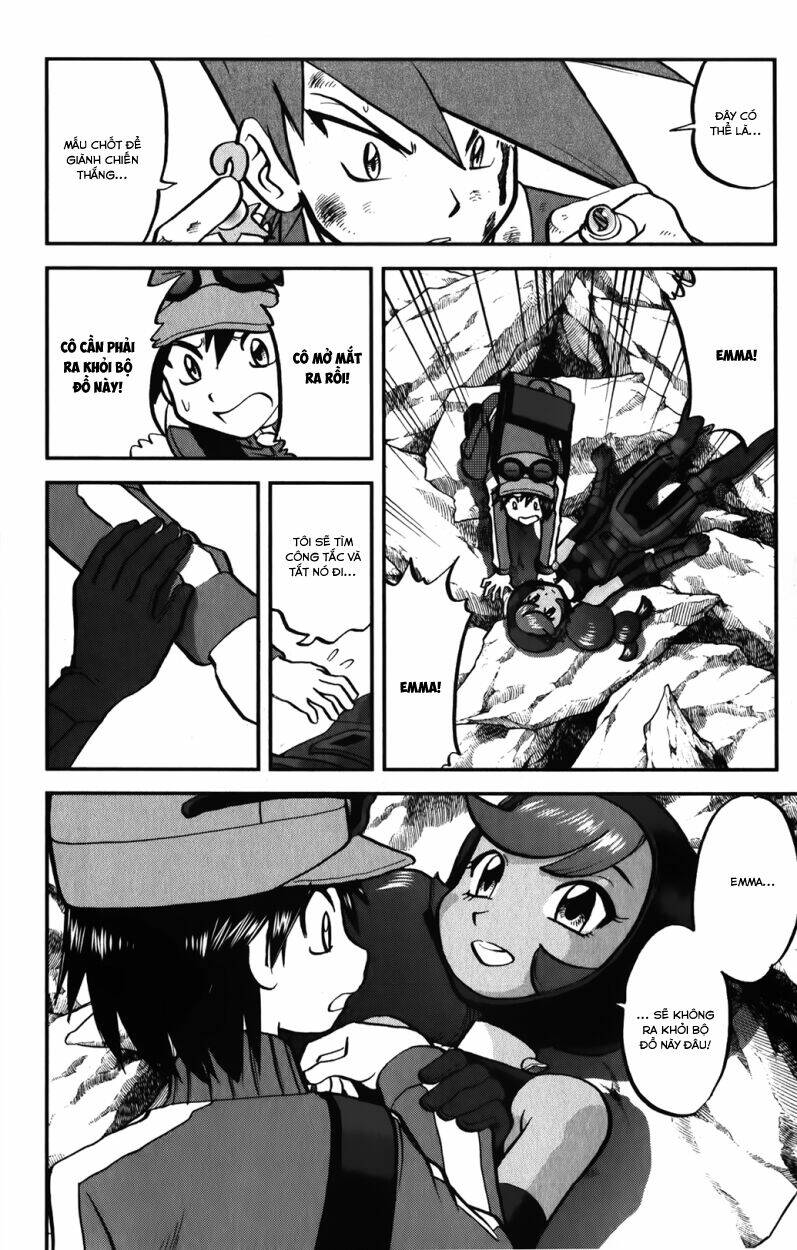 ĐÂY CÓ
THỂ LÀ...
MẤU CHỐT ĐỂ
GIÀNH CHIẾN
THẮNG...
EMMA!
EMMA!
CÔ MỞ MẮT
RA RỒI!
CÔ CẦN PHẢI
RA KHỎI BỘ
ĐỒ NÀY!
TÔI SẼ TÌM
CÔNG TẮC VÀ
TẮT NÓ ĐI...
EMMA...
... SẼ KHÔNG
RA KHỎI BỘ
ĐỒ NÀY ĐÂU!